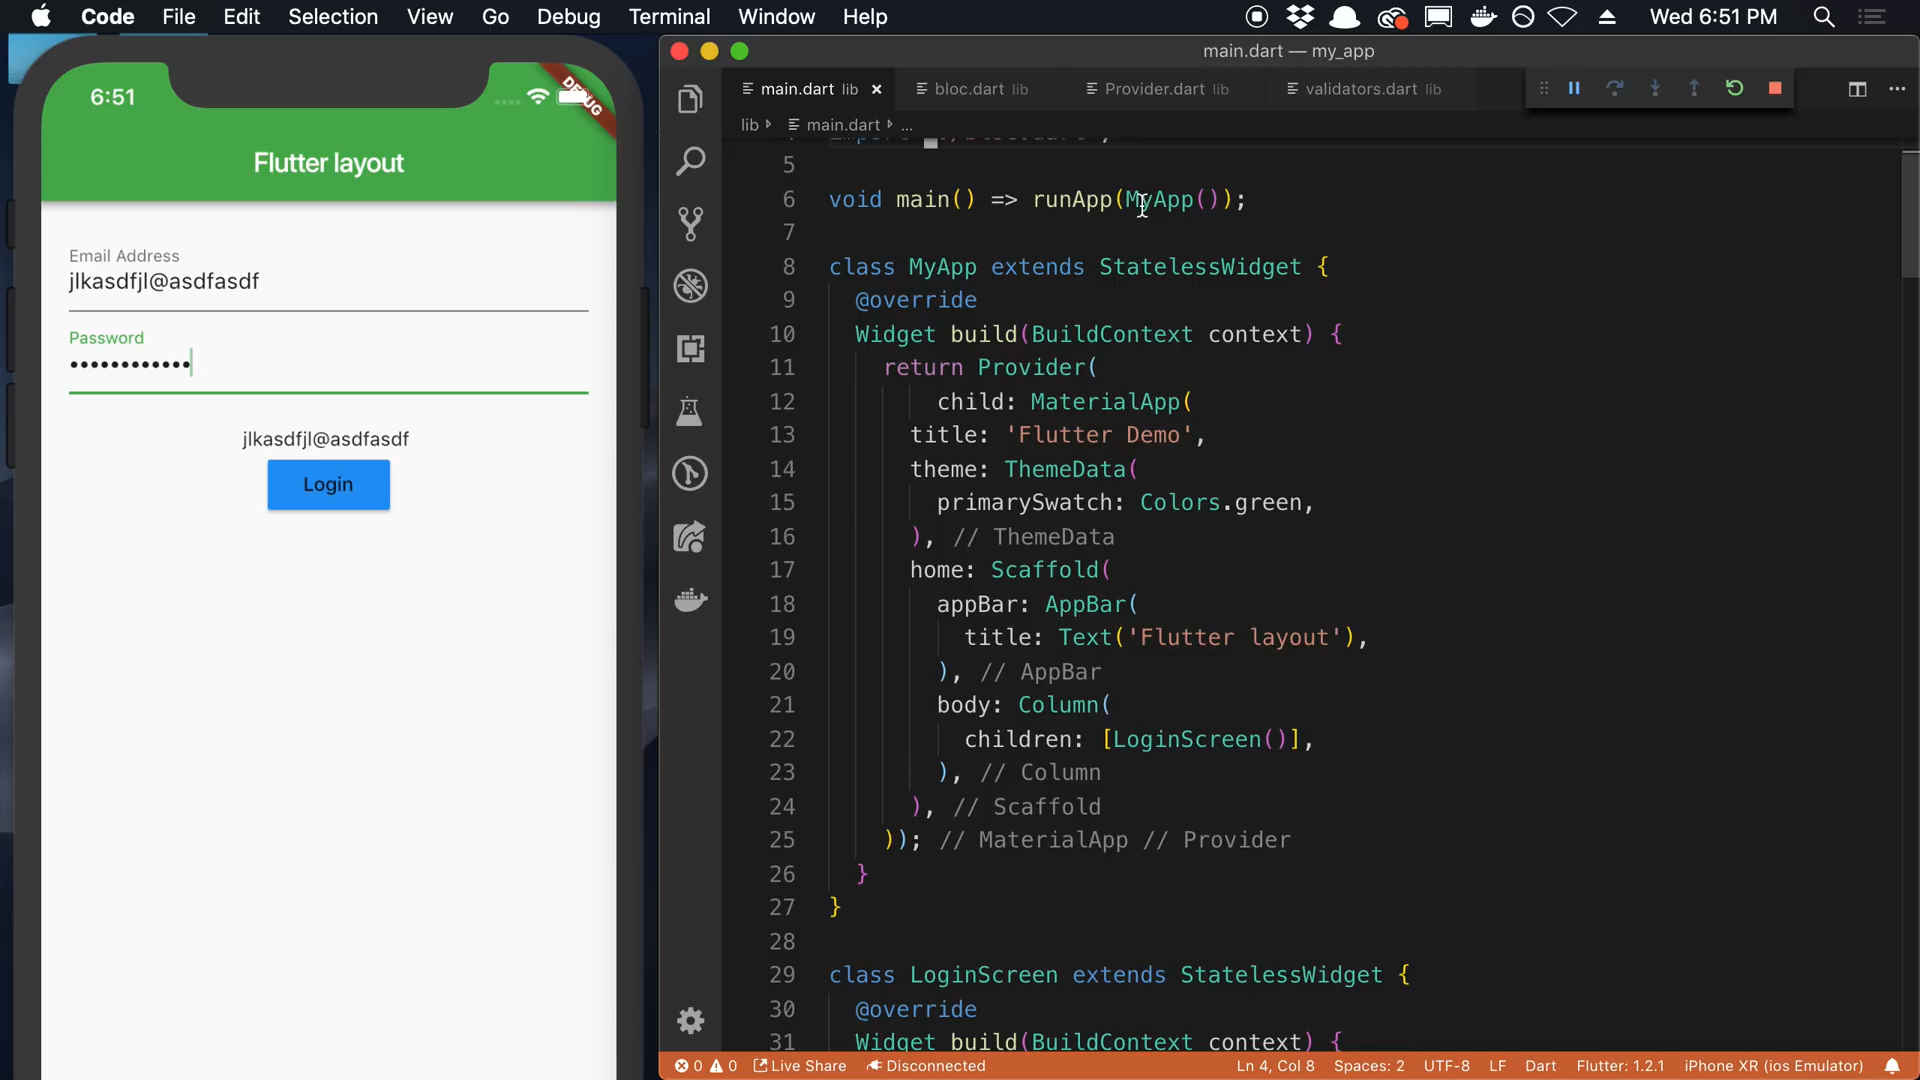 Code File Edit Selection View Go Debug Terminal Window Help
Wed 6:51 PM
6:51
DEBUG
Flutter layout
Email Address
jlkasdfjl@asdfasdf
Password
••••••••••••
jlkasdfjl@asdfasdf
Login
main.dart — my_app
main.dart lib
bloc.dart lib
Provider.dart lib
validators.dart lib
lib main.dart ...
5
6 void main() => runApp(MyApp());
7
8 class MyApp extends StatelessWidget {
9 @override
10 Widget build(BuildContext context) {
11 return Provider(
12 child: MaterialApp(
13 title: 'Flutter Demo',
14 theme: ThemeData(
15 primarySwatch: Colors.green,
16 ), // ThemeData
17 home: Scaffold(
18 appBar: AppBar(
19 title: Text('Flutter layout'),
20 ), // AppBar
21 body: Column(
22 children: [LoginScreen()],
23 ), // Column
24 ), // Scaffold
25 )); // MaterialApp // Provider
26 }
27 }
28
29 class LoginScreen extends StatelessWidget {
30 @override
31 Widget build(BuildContext context) {
0 0 Live Share Disconnected Ln 4, Col 8 Spaces: 2 UTF-8 LF Dart Flutter: 1.2.1 iPhone XR (ios Emulator)